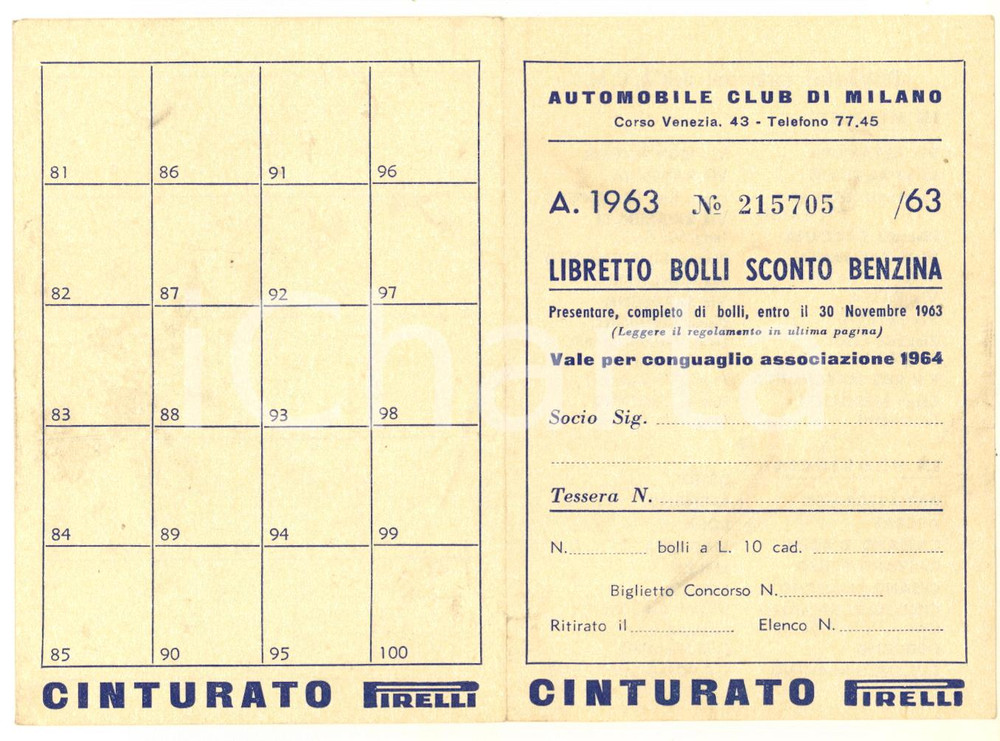 81 86 91 96
82 87 92 97
83 88 93 98
84 89 94 99
85 90 95 100
CINTURATO PIRELLI
AUTOMOBILE CLUB DI MILANO
Corso Venezia. 43 - Telefono 77.45
A. 1963 № 215705 /63
LIBRETTO BOLLI SCONTO BENZINA
Presentare, completo di bolli, entro il 30 Novembre 1963
(Leggere il regolamento in ultima pagina)
Vale per conguaglio associazione 1964
Socio Sig.
Tessera N.
N. bolli a L. 10 cad.
Biglietto Concorso N.
Ritirato il Elenco N.
CINTURATO PIRELLI
iCharta